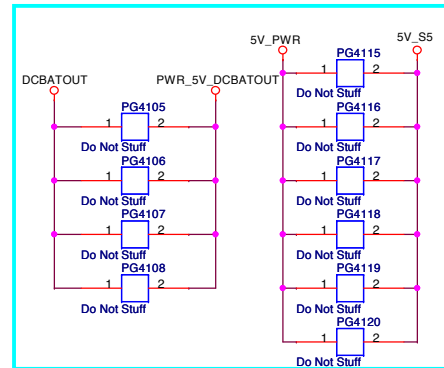 DCBATOUT PWR_5V_DCBATOUT
PG4105
1 2
Do Not Stuff
PG4106
1 2
Do Not Stuff
PG4107
1 2
Do Not Stuff
PG4108
1 2
Do Not Stuff
5V_PWR 5V_S5
PG4115
1 2
Do Not Stuff
PG4116
1 2
Do Not Stuff
PG4117
1 2
Do Not Stuff
PG4118
1 2
Do Not Stuff
PG4119
1 2
Do Not Stuff
PG4120
1 2
Do Not Stuff